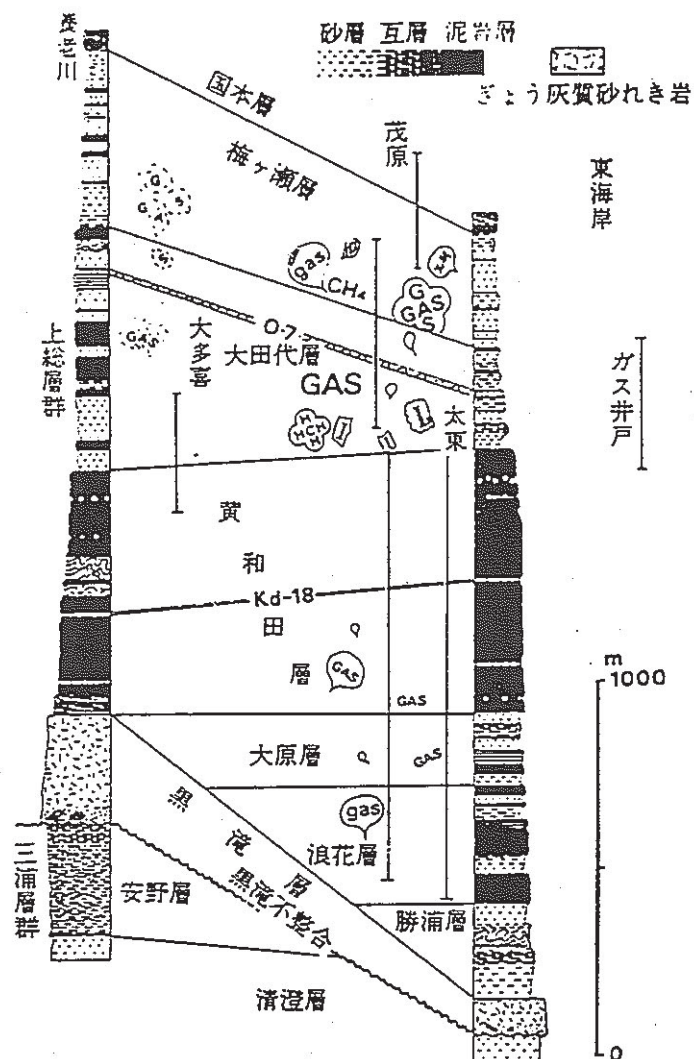 養老川
砂層 互層 泥岩層
ぎょう灰質砂れき岩
国本層
梅ヶ瀬層
茂原
東海岸
GAS
gas
CH₄
G
GAS
S
GAS
大多喜
O-7
大田代層
GAS
上総層群
太東
ガス井戸
黄
和
Kd-18
田
層
GAS
GAS
m
1000
大原層
GAS
黒滝層
gas
浪花層
黒滝不整合
三浦層群
安野層
勝浦層
清澄層
0